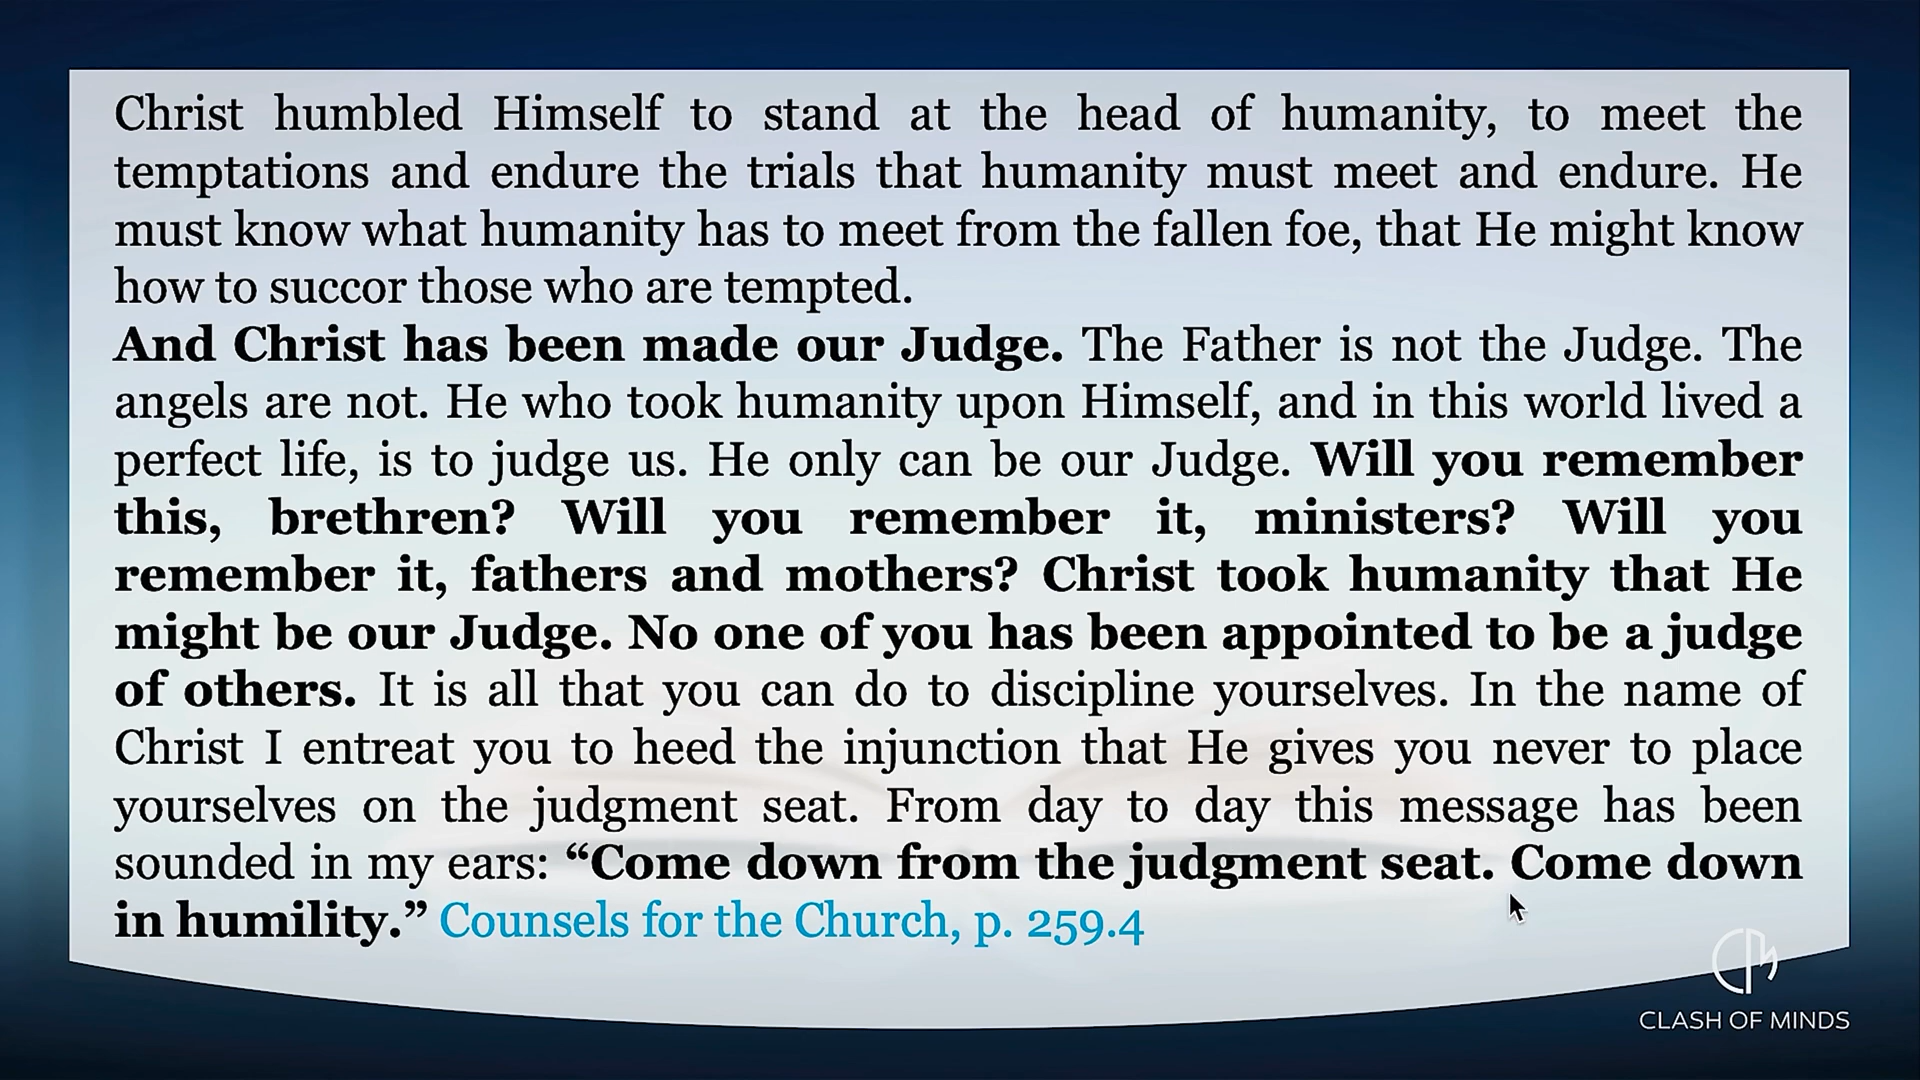 Christ humbled Himself to stand at the head of humanity, to meet the
temptations and endure the trials that humanity must meet and endure. He
must know what humanity has to meet from the fallen foe, that He might know
how to succor those who are tempted.
And Christ has been made our Judge. The Father is not the Judge. The
angels are not. He who took humanity upon Himself, and in this world lived a
perfect life, is to judge us. He only can be our Judge. Will you remember
this, brethren? Will you remember it, ministers? Will you
remember it, fathers and mothers? Christ took humanity that He
might be our Judge. No one of you has been appointed to be a judge
of others. It is all that you can do to discipline yourselves. In the name of
Christ I entreat you to heed the injunction that He gives you never to place
yourselves on the judgment seat. From day to day this message has been
sounded in my ears: “Come down from the judgment seat. Come down
in humility.” Counsels for the Church, p. 259.4
CLASH OF MINDS